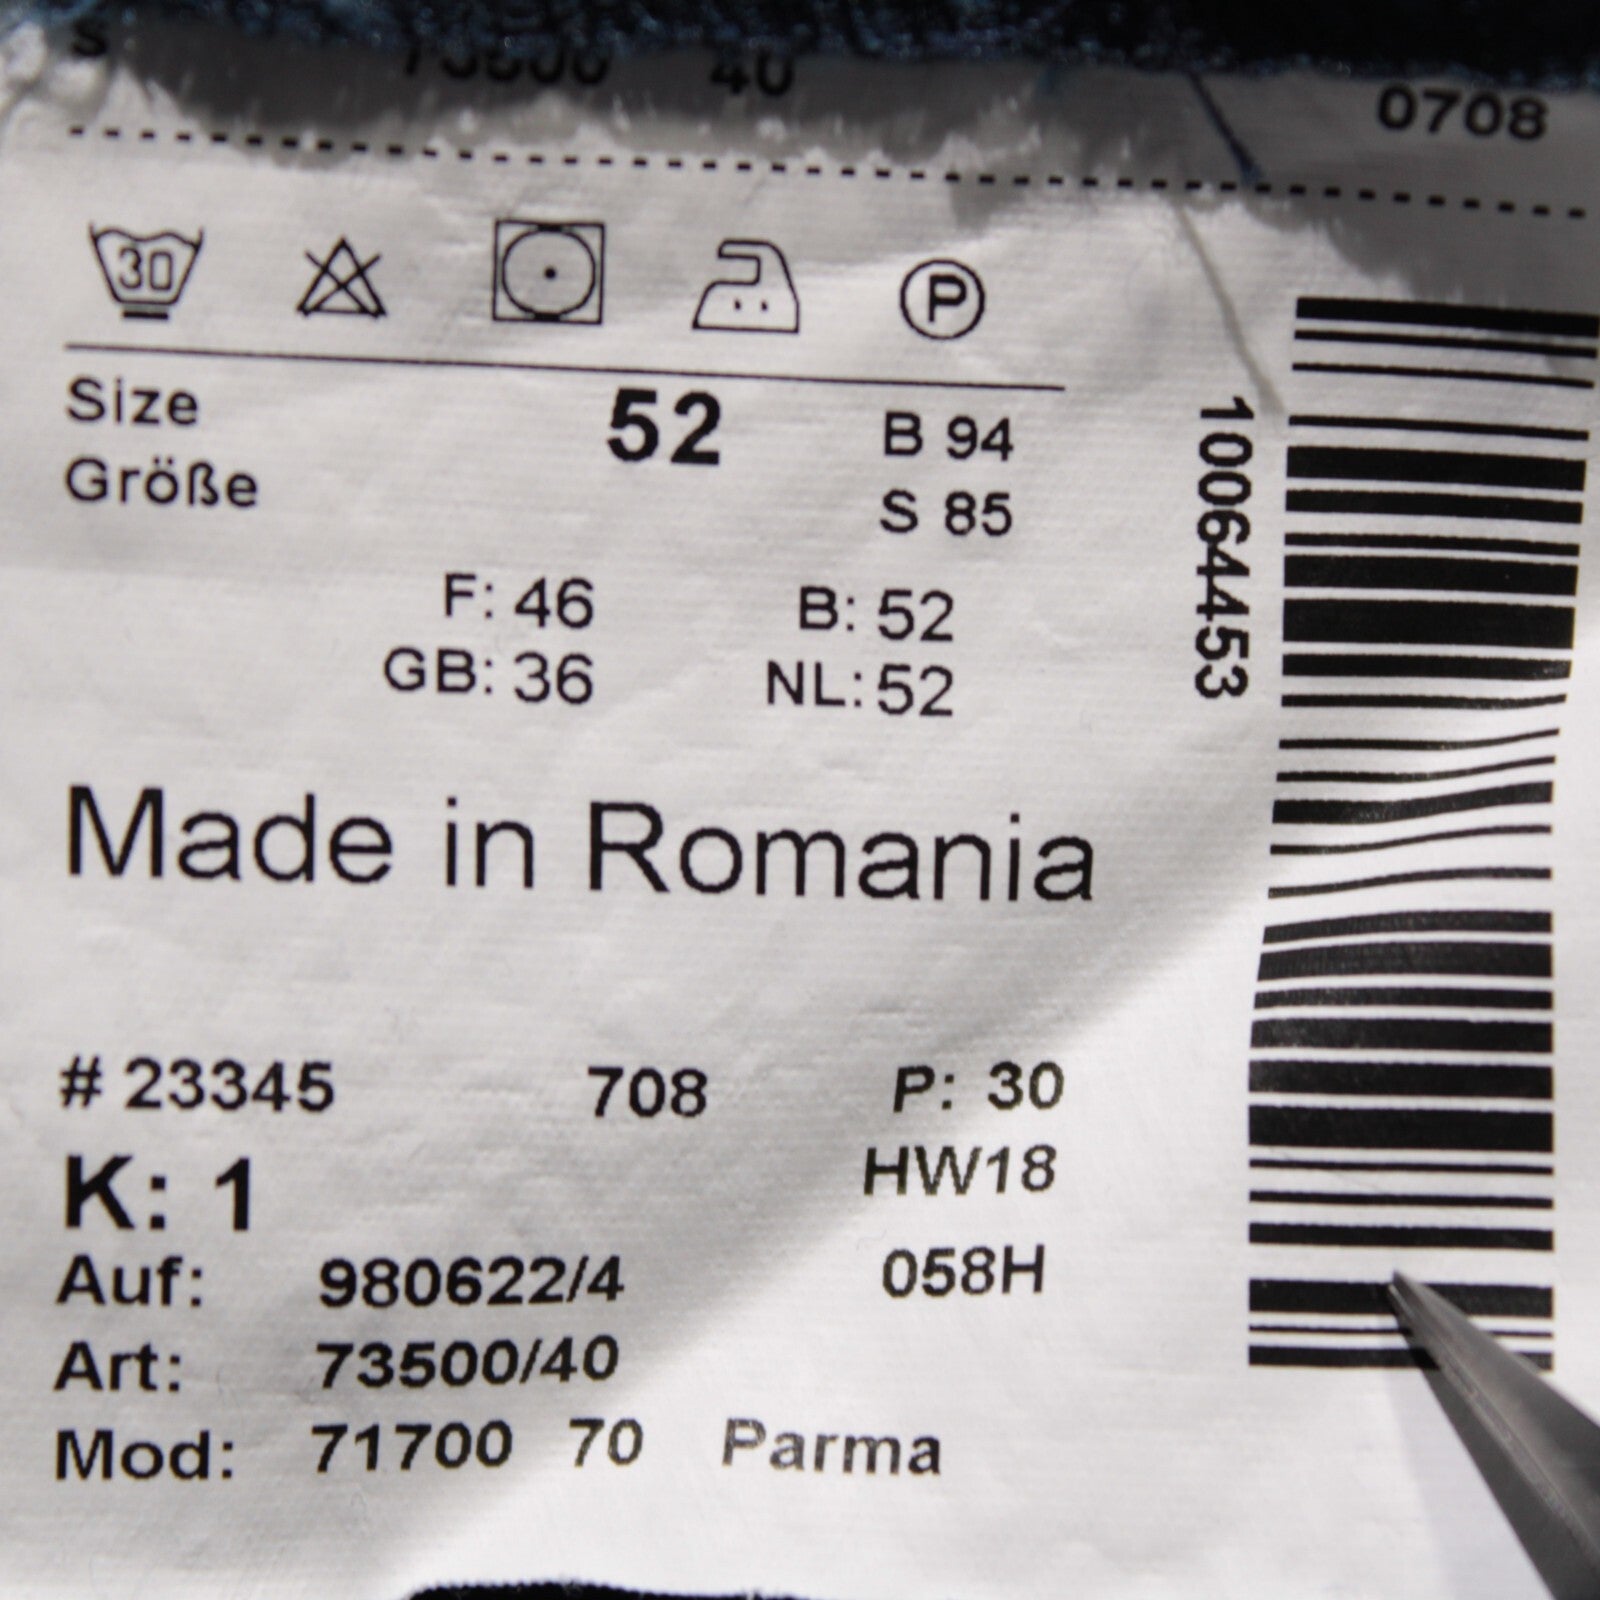 40
0708
30
P
Size 52 B 94
Größe S 85
F: 46 B: 52
GB: 36 NL: 52
10064453
Made in Romania
# 23345 708 P: 30
K: 1 HW18
Auf: 980622/4 058H
Art: 73500/40
Mod: 71700 70 Parma